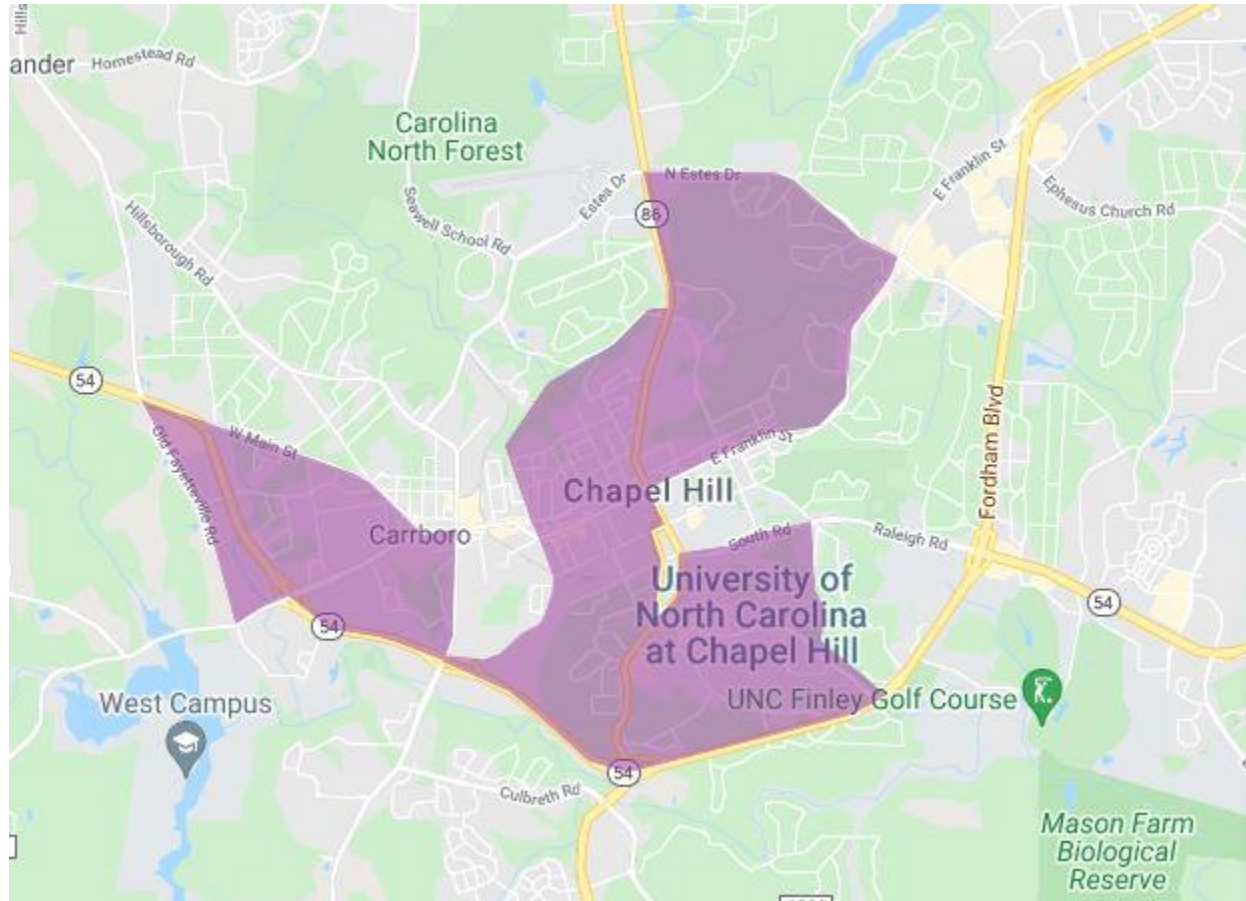 Hills
ander
Homestead Rd
Carolina
North Forest
N Estes Dr
Estes Dr
E Franklin St
Ephesus Church Rd
Seawell School Rd
86
Hillsborough Rd
54
W Main St
Old Fayetteville Rd
Fordham Blvd
E Franklin St
Chapel Hill
Carrboro
South Rd
Raleigh Rd
University of
North Carolina
at Chapel Hill
54
54
UNC Finley Golf Course
West Campus
54
Culbreth Rd
Mason Farm
Biological
Reserve